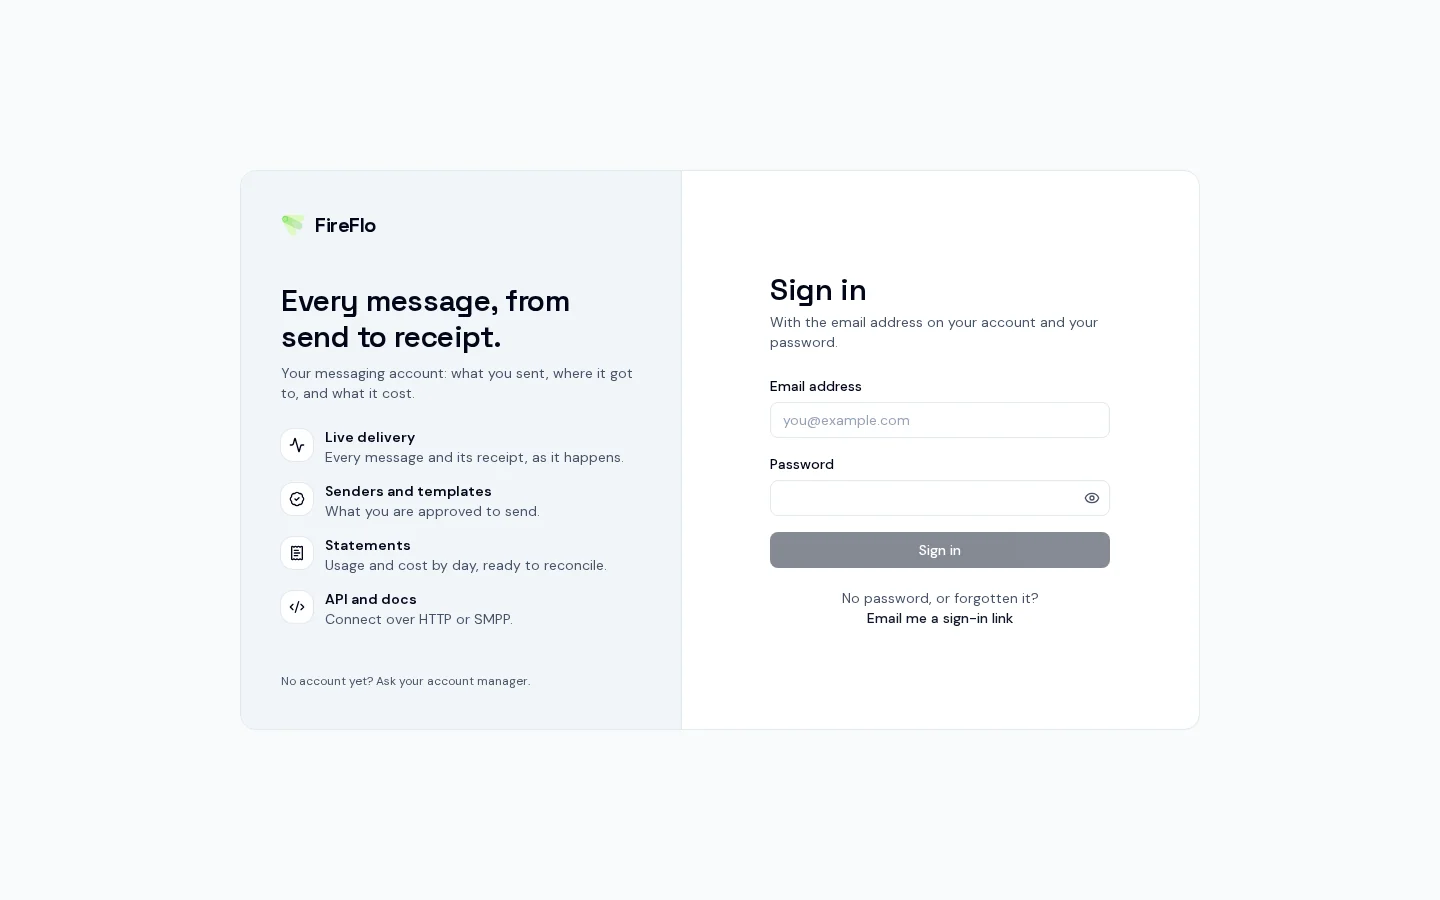 FireFlo
Every message, from
send to receipt.
Your messaging account: what you sent, where it got
to, and what it cost.
Live delivery
Every message and its receipt, as it happens.
Senders and templates
What you are approved to send.
Statements
Usage and cost by day, ready to reconcile.
API and docs
Connect over HTTP or SMPP.
No account yet? Ask your account manager.
Sign in
With the email address on your account and your
password.
Email address
you@example.com
Password
Sign in
No password, or forgotten it?
Email me a sign-in link